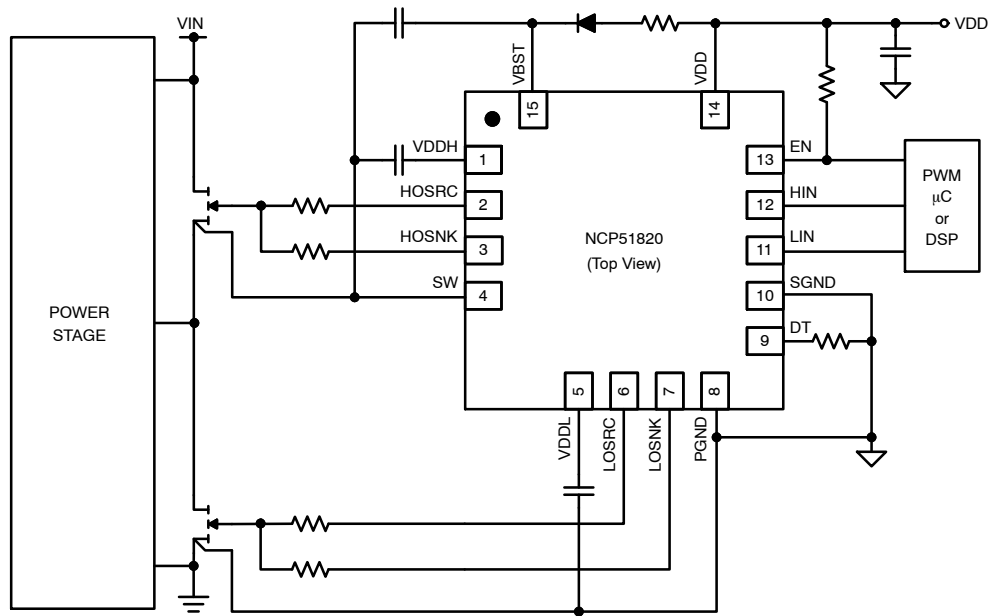 VIN
VDD
VBST
VDD
15
14
VDDH
1
EN
13
HOSRC
2
HIN
12
PWM
μC
or
DSP
HOSNK
3
LIN
11
NCP51820
(Top View)
SW
4
SGND
10
POWER
STAGE
DT
9
5
6
7
8
VDDL
LOSRC
LOSNK
PGND